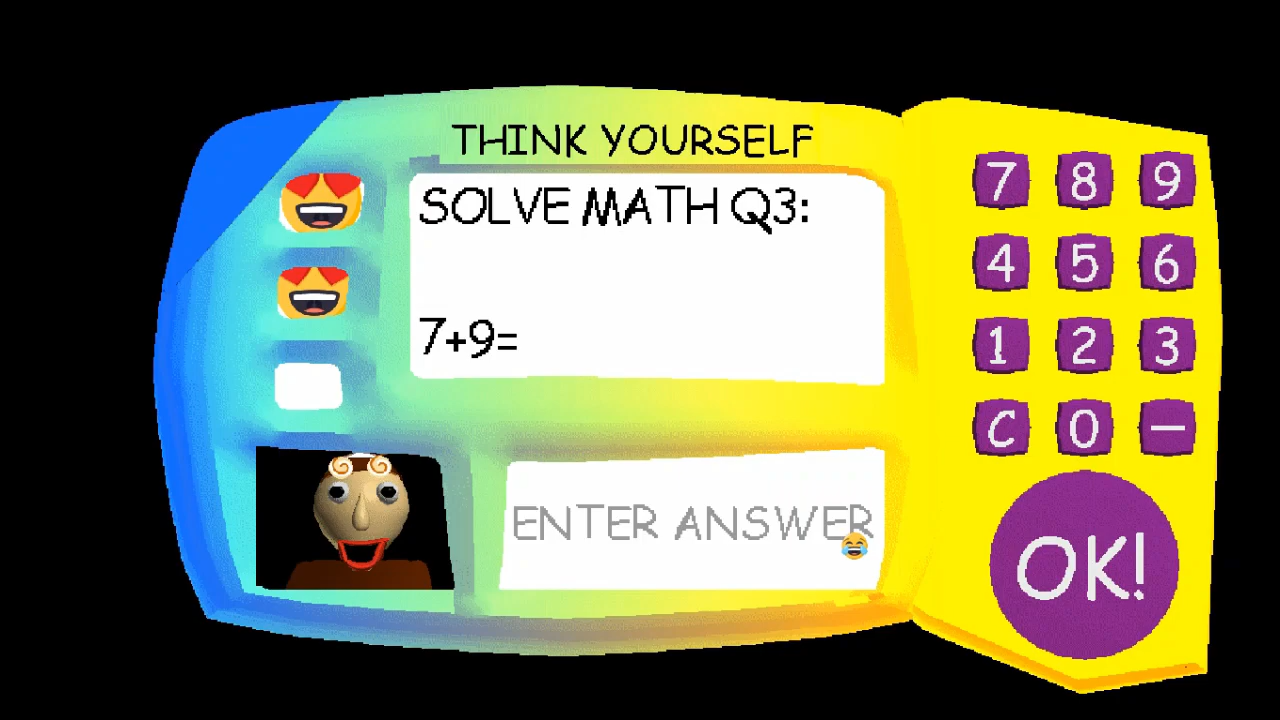 THINK YOURSELF
SOLVE MATH Q3:
7+9=
ENTER ANSWER
7 8 9
4 5 6
1 2 3
C 0 —
OK!